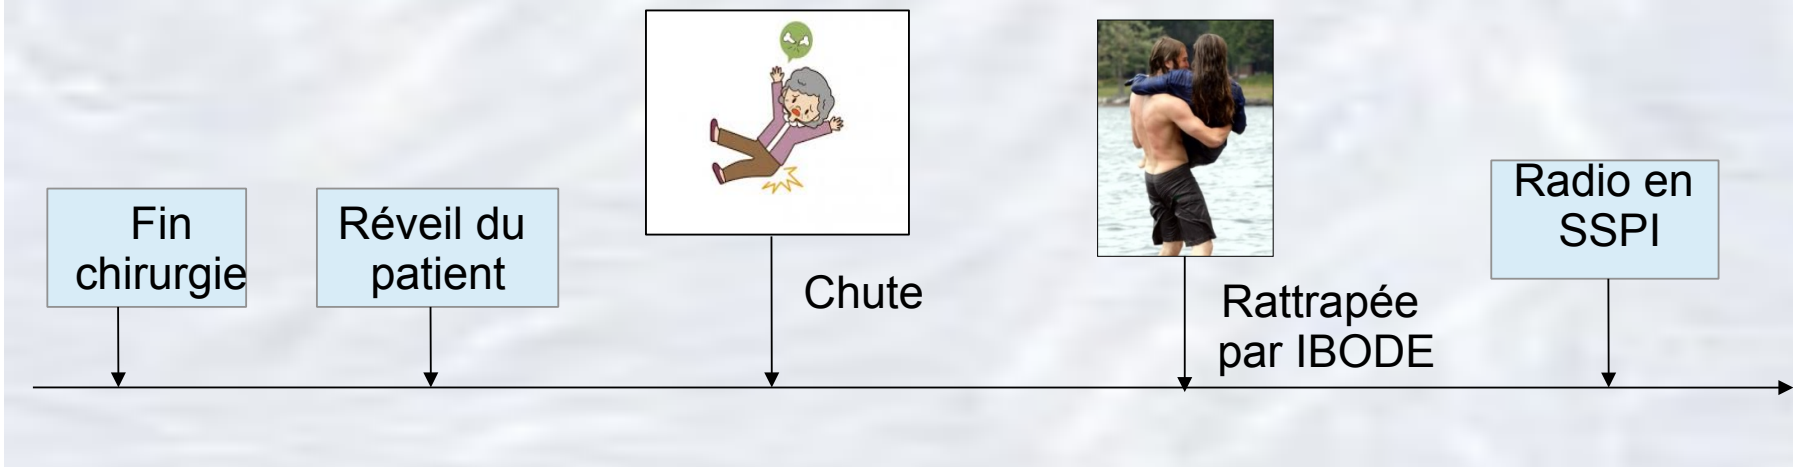 Fin
chirurgie
Réveil du
patient
Chute
Rattrapée
par IBODE
Radio en
SSPI